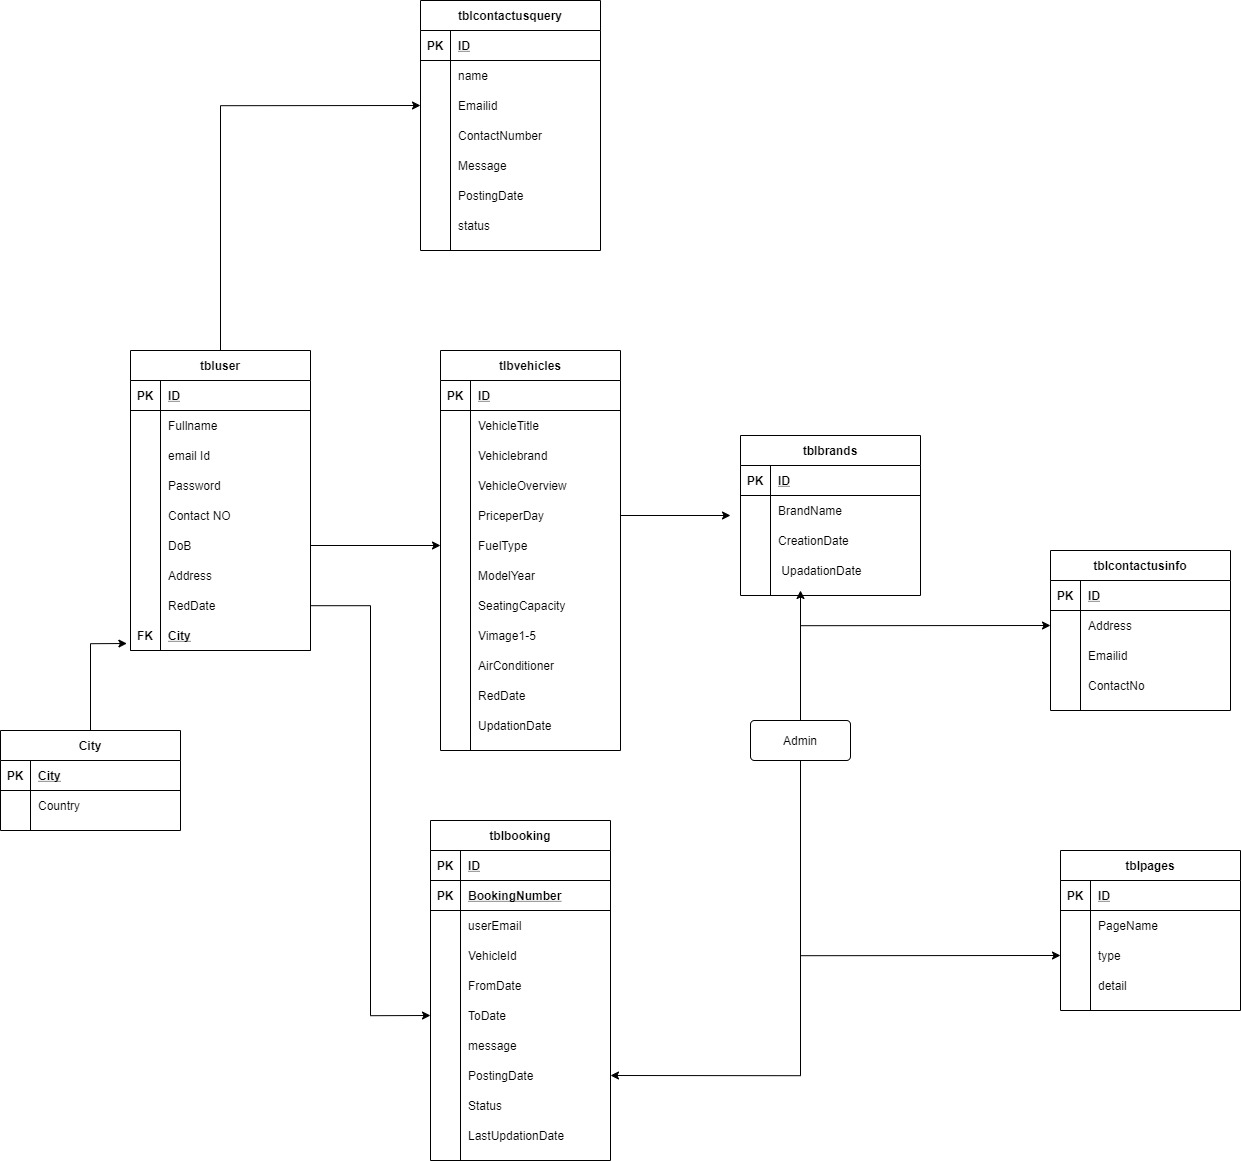 tblcontactusquery
PK ID
name
Emailid
ContactNumber
Message
PostingDate
status
tbluser
PK ID
Fullname
email Id
Password
Contact NO
DoB
Address
RedDate
FK City
tlbvehicles
PK ID
VehicleTitle
Vehiclebrand
VehicleOverview
PriceperDay
FuelType
ModelYear
SeatingCapacity
Vimage1-5
AirConditioner
RedDate
UpdationDate
tblbrands
PK ID
BrandName
CreationDate
UpadationDate
tblcontactusinfo
PK ID
Address
Emailid
ContactNo
Admin
City
PK City
Country
tblbooking
PK ID
PK BookingNumber
userEmail
VehicleId
FromDate
ToDate
message
PostingDate
Status
LastUpdationDate
tblpages
PK ID
PageName
type
detail